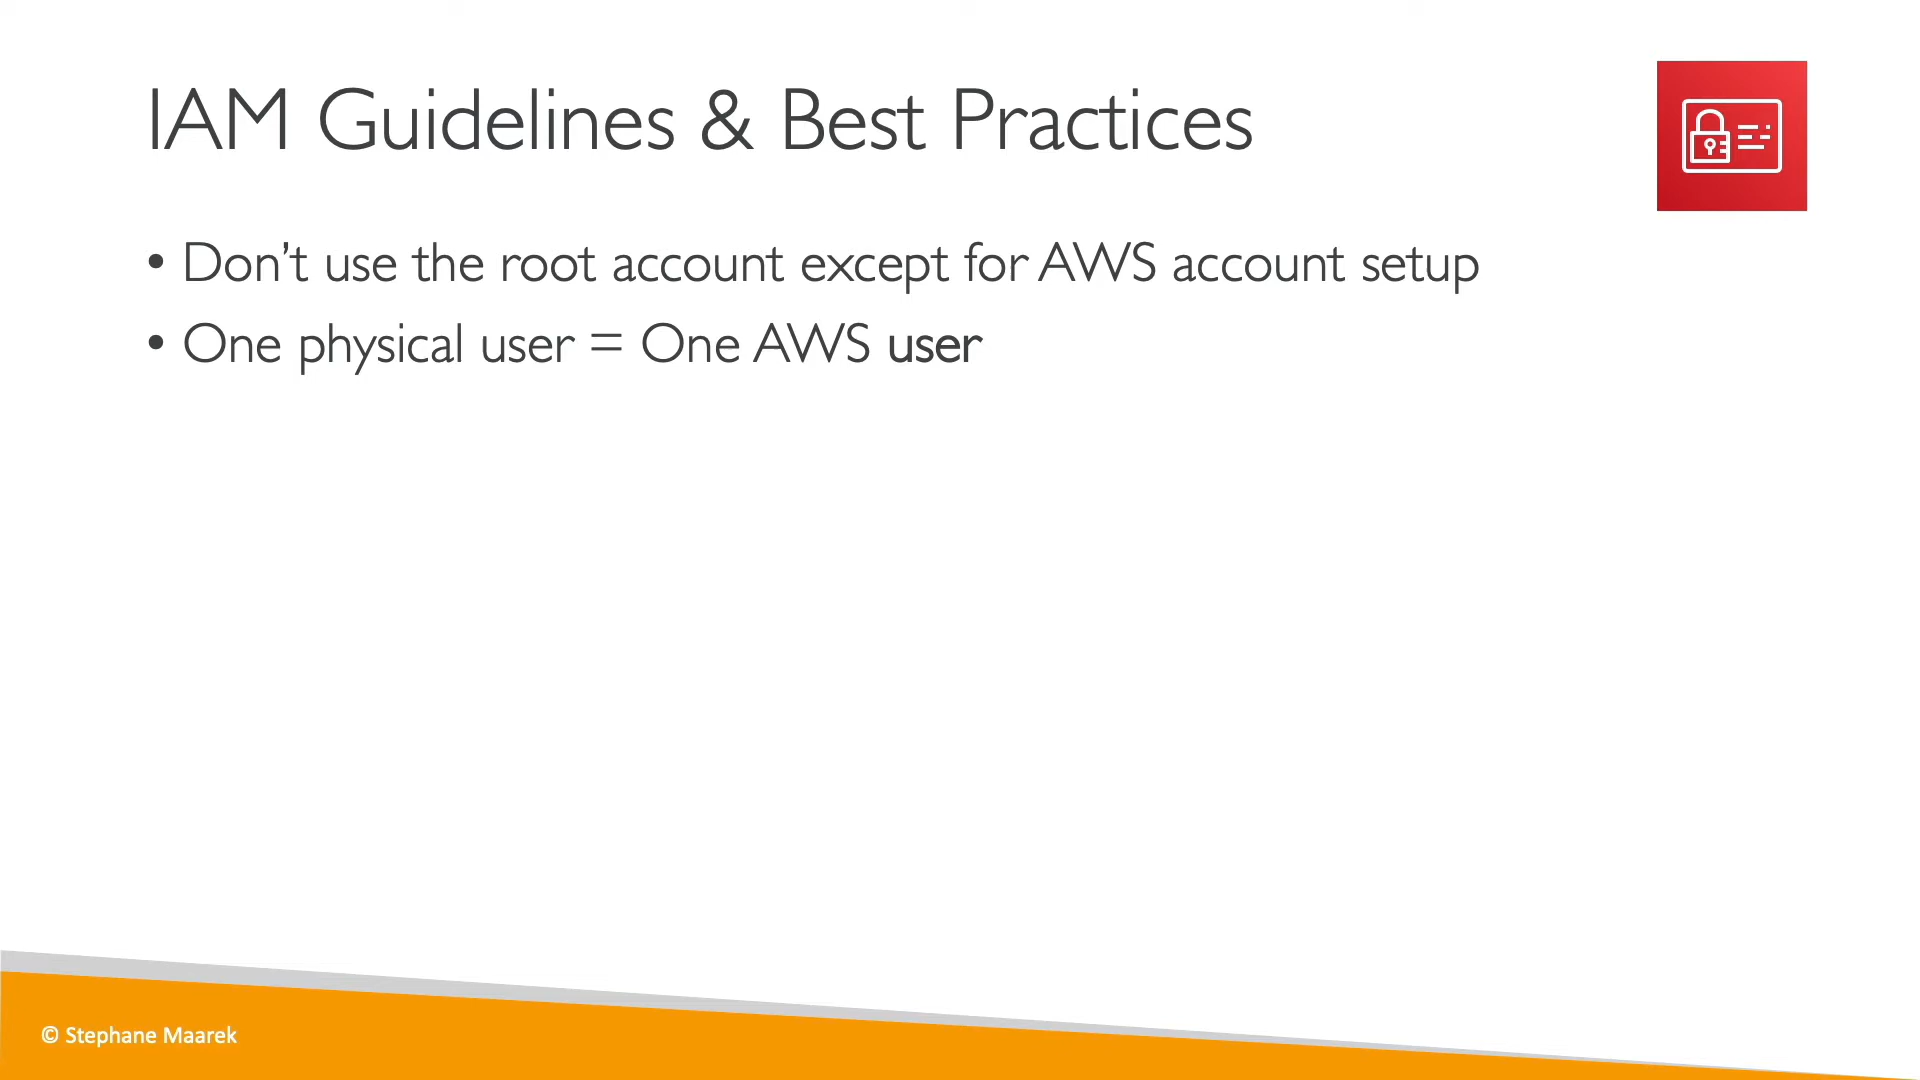 IAM Guidelines & Best Practices
• Don’t use the root account except for AWS account setup
• One physical user = One AWS user
© Stephane Maarek